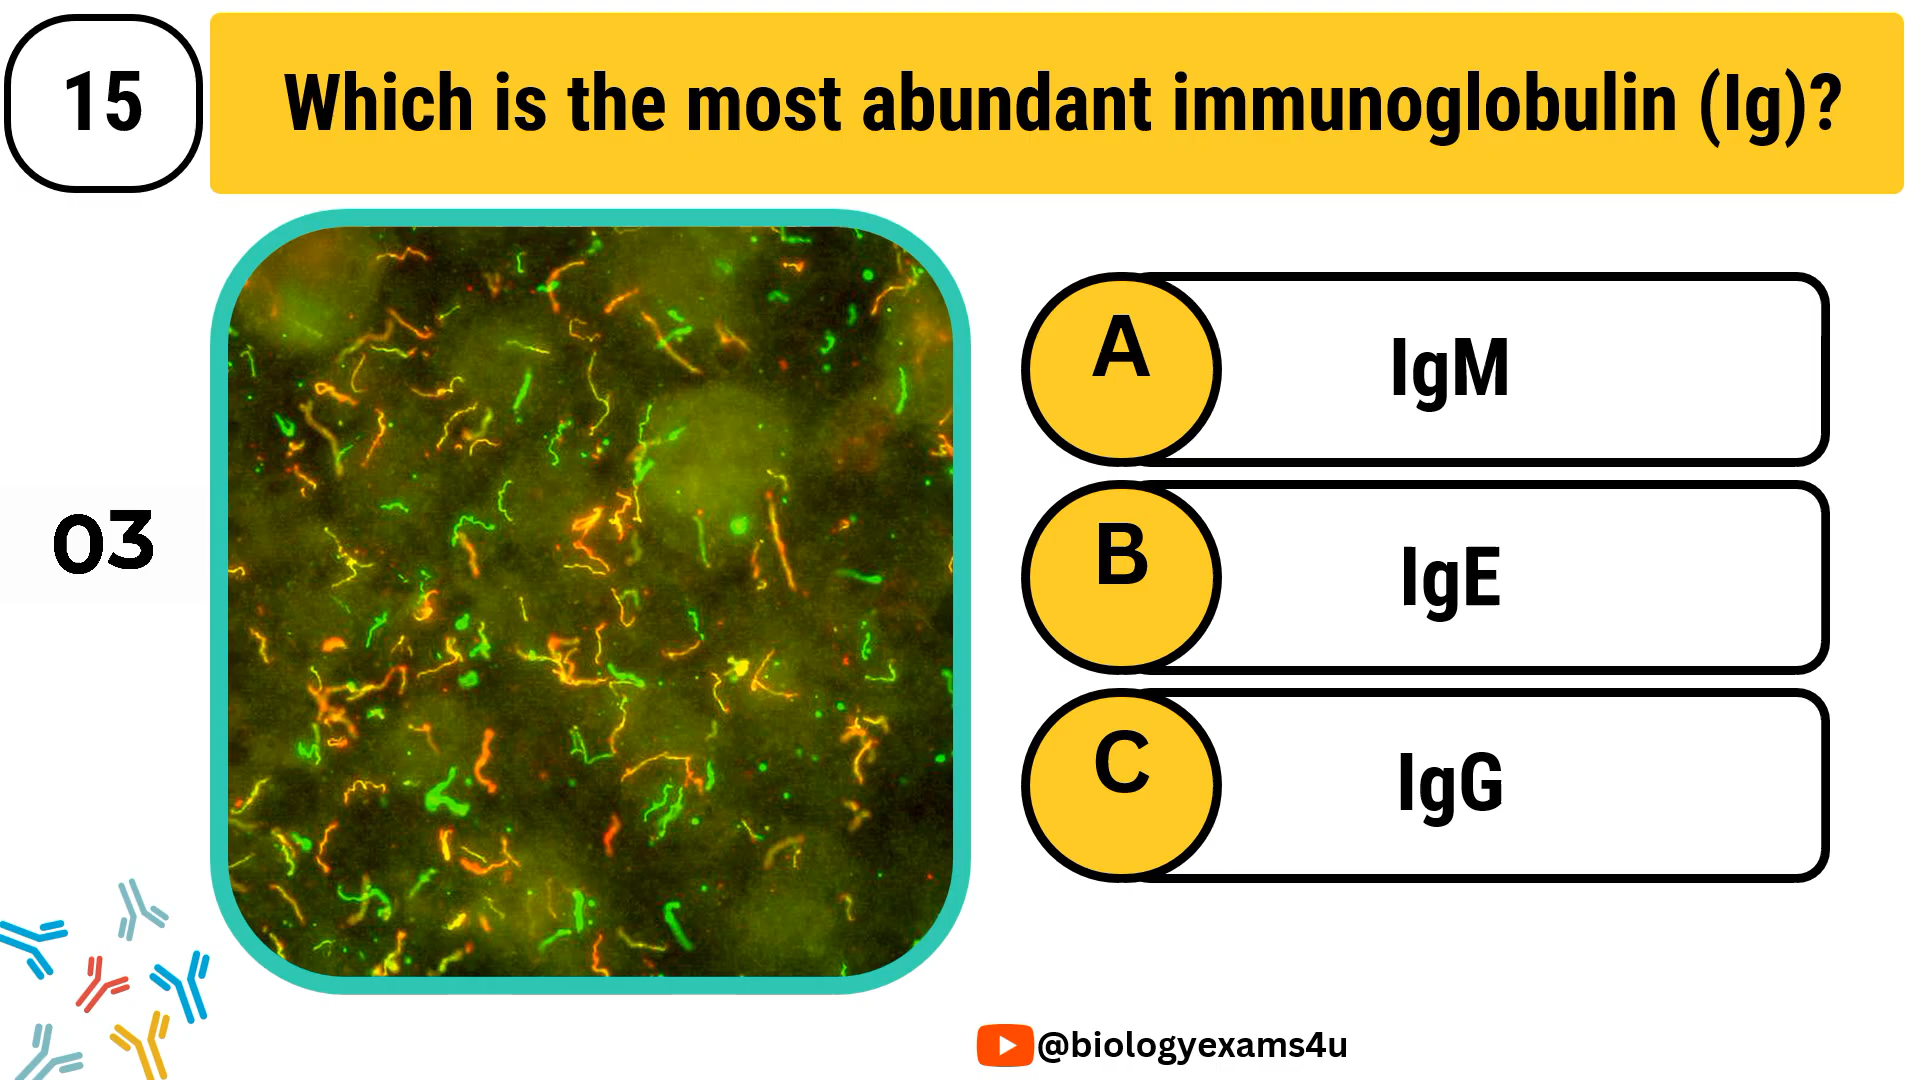 15
Which is the most abundant immunoglobulin (Ig)?
A
IgM
03
B
IgE
C
IgG
@biologyexams4u